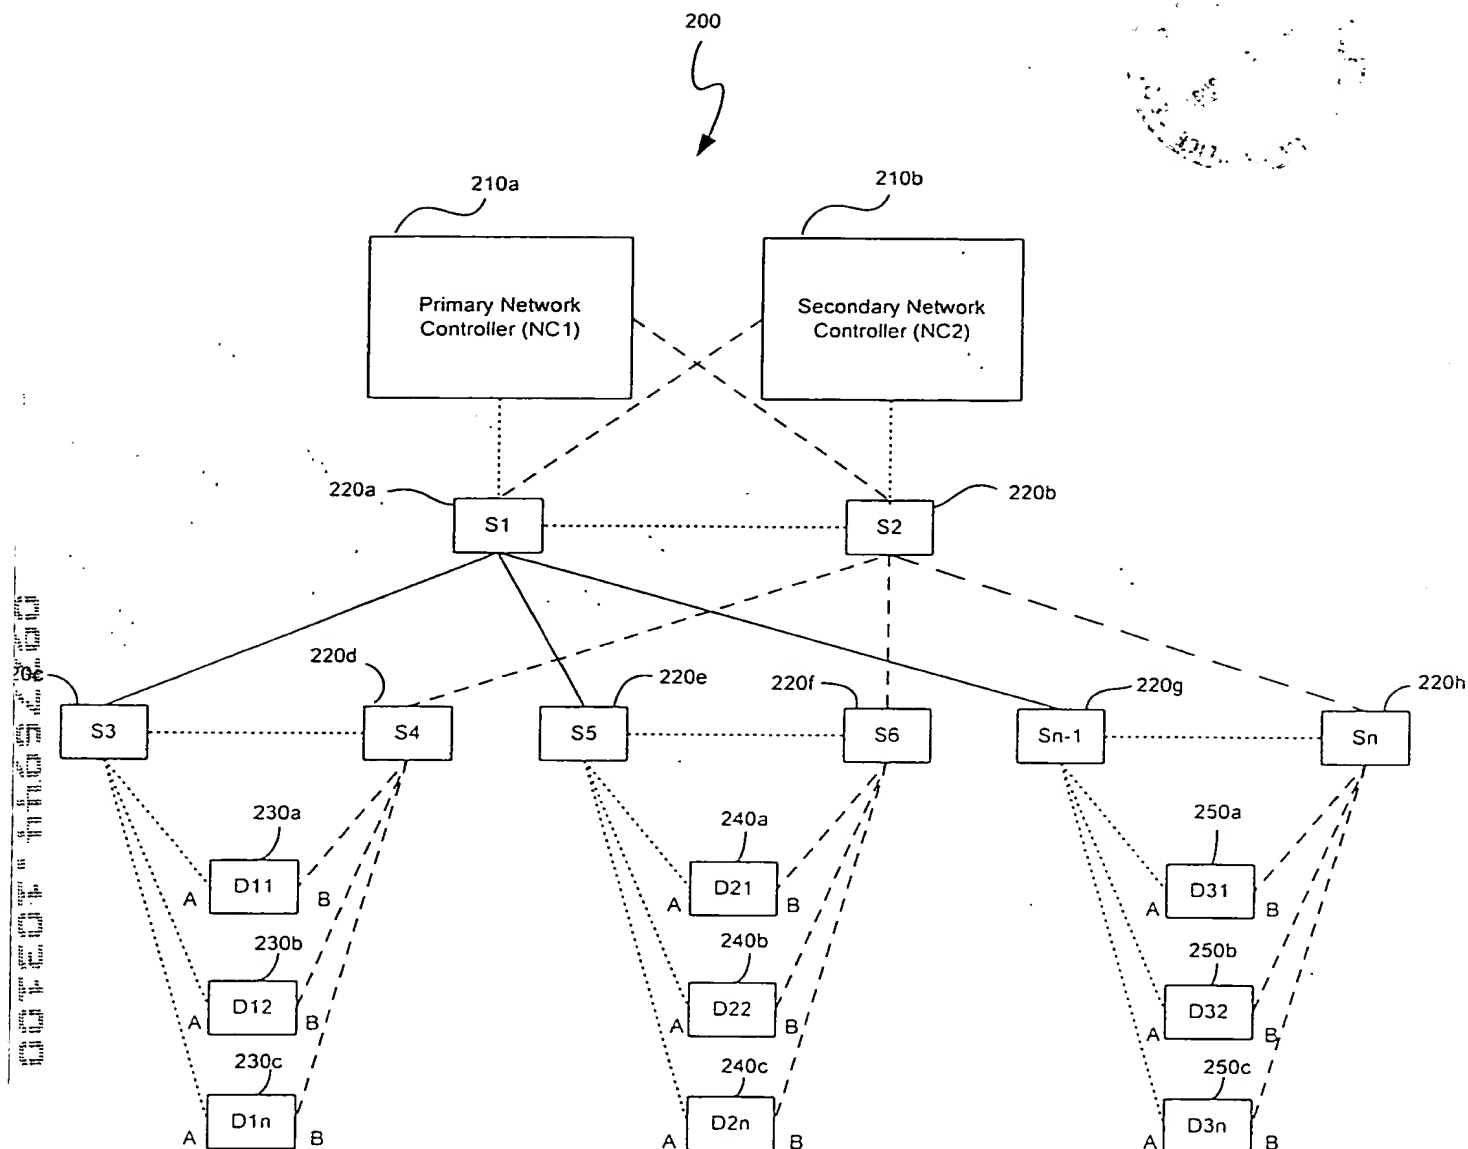 200
210a
210b
Primary Network
Controller (NC1)
Secondary Network
Controller (NC2)
220a
S1
S2
220b
20c
220d
220e
220f
220g
220h
S3
S4
S5
S6
Sn-1
Sn
230a
240a
250a
D11
A
B
D21
A
B
D31
A
B
230b
240b
250b
D12
A
B
D22
A
B
D32
A
B
230c
240c
250c
D1n
A
B
D2n
A
B
D3n
A
B